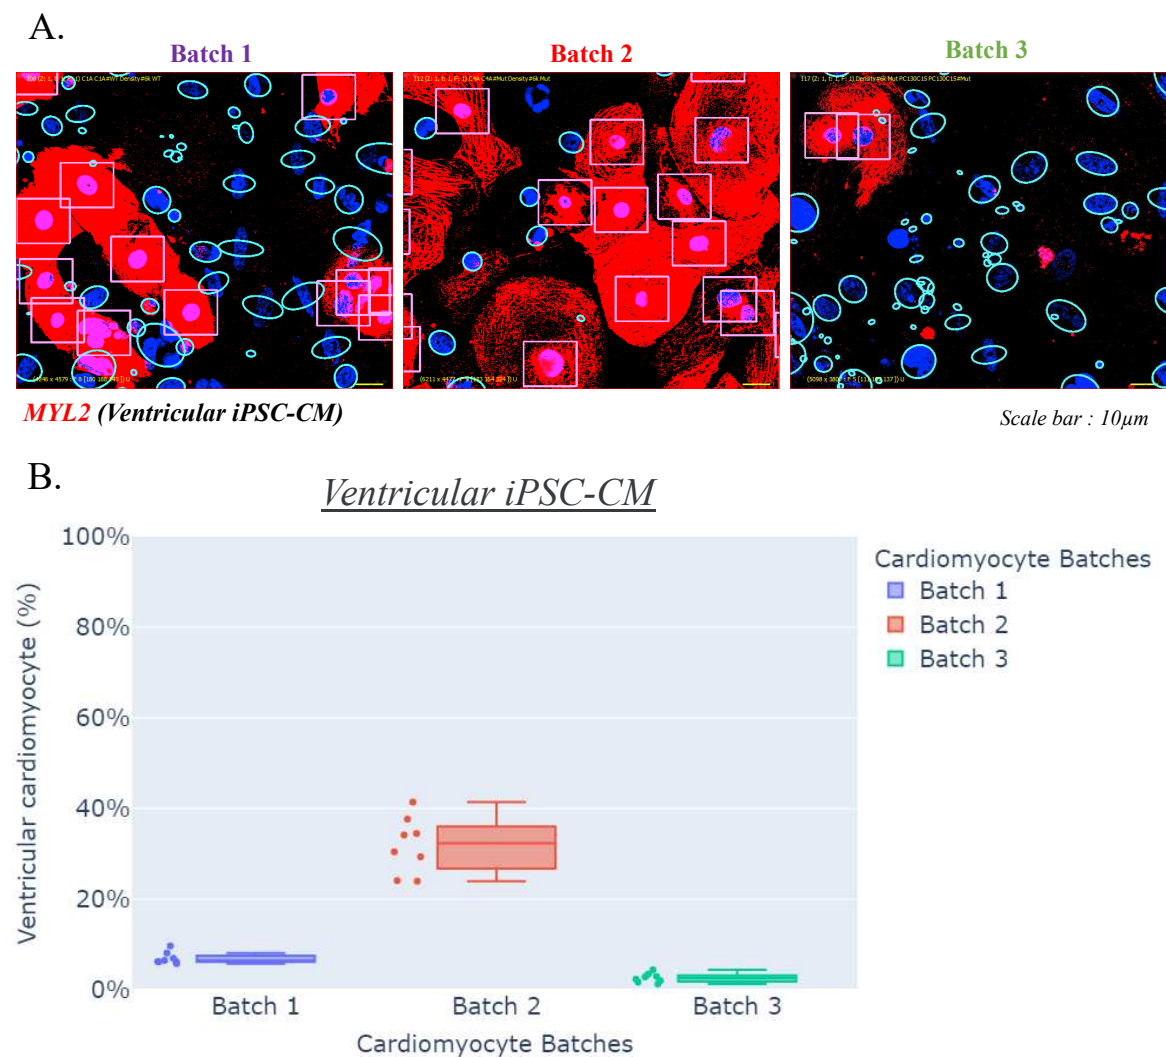 A.
Batch 1
Batch 2
Batch 3
MYL2 (Ventricular iPSC-CM)
Scale bar : 10µm
B.
Ventricular iPSC-CM
100%
80%
60%
40%
20%
0%
Ventricular cardiomyocyte (%)
Batch 1
Batch 2
Batch 3
Cardiomyocyte Batches
Cardiomyocyte Batches
Batch 1
Batch 2
Batch 3